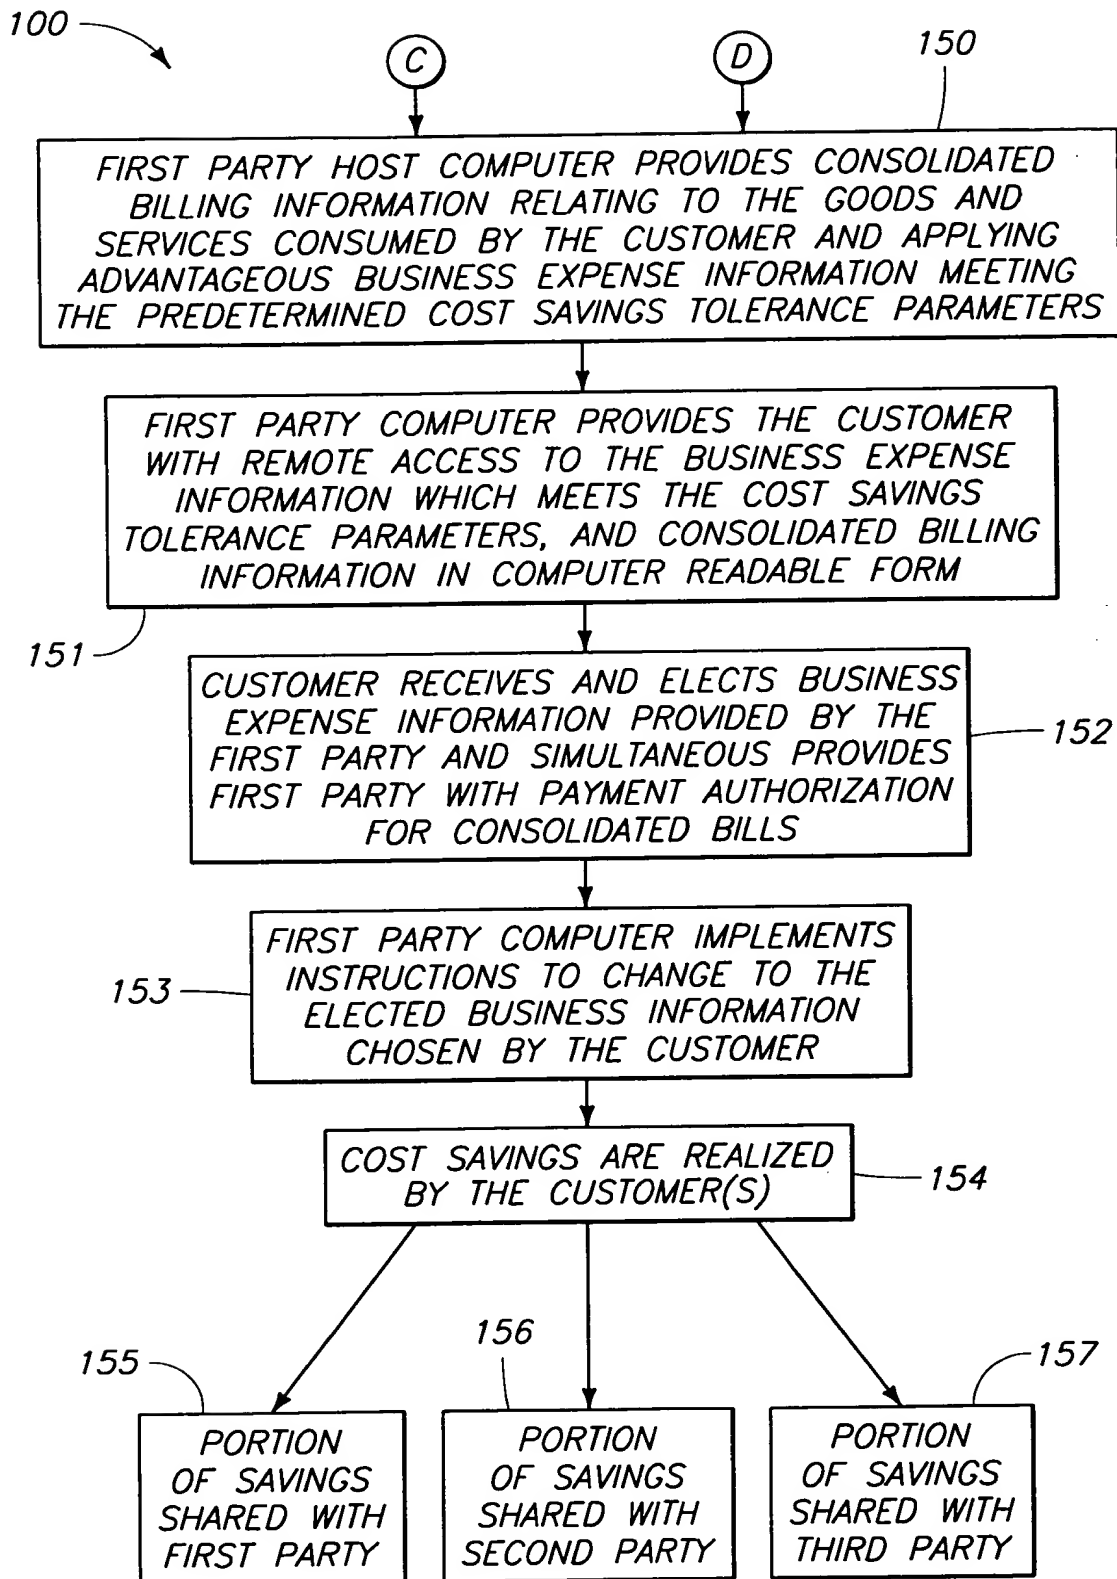 100
C
D
150
FIRST PARTY HOST COMPUTER PROVIDES CONSOLIDATED
BILLING INFORMATION RELATING TO THE GOODS AND
SERVICES CONSUMED BY THE CUSTOMER AND APPLYING
ADVANTAGEOUS BUSINESS EXPENSE INFORMATION MEETING
THE PREDETERMINED COST SAVINGS TOLERANCE PARAMETERS
FIRST PARTY COMPUTER PROVIDES THE CUSTOMER
WITH REMOTE ACCESS TO THE BUSINESS EXPENSE
INFORMATION WHICH MEETS THE COST SAVINGS
TOLERANCE PARAMETERS, AND CONSOLIDATED BILLING
INFORMATION IN COMPUTER READABLE FORM
151
CUSTOMER RECEIVES AND ELECTS BUSINESS
EXPENSE INFORMATION PROVIDED BY THE
FIRST PARTY AND SIMULTANEOUS PROVIDES
FIRST PARTY WITH PAYMENT AUTHORIZATION
FOR CONSOLIDATED BILLS
152
FIRST PARTY COMPUTER IMPLEMENTS
INSTRUCTIONS TO CHANGE TO THE
ELECTED BUSINESS INFORMATION
CHOSEN BY THE CUSTOMER
153
COST SAVINGS ARE REALIZED
BY THE CUSTOMER(S)
154
155
PORTION
OF SAVINGS
SHARED WITH
FIRST PARTY
156
PORTION
OF SAVINGS
SHARED WITH
SECOND PARTY
157
PORTION
OF SAVINGS
SHARED WITH
THIRD PARTY